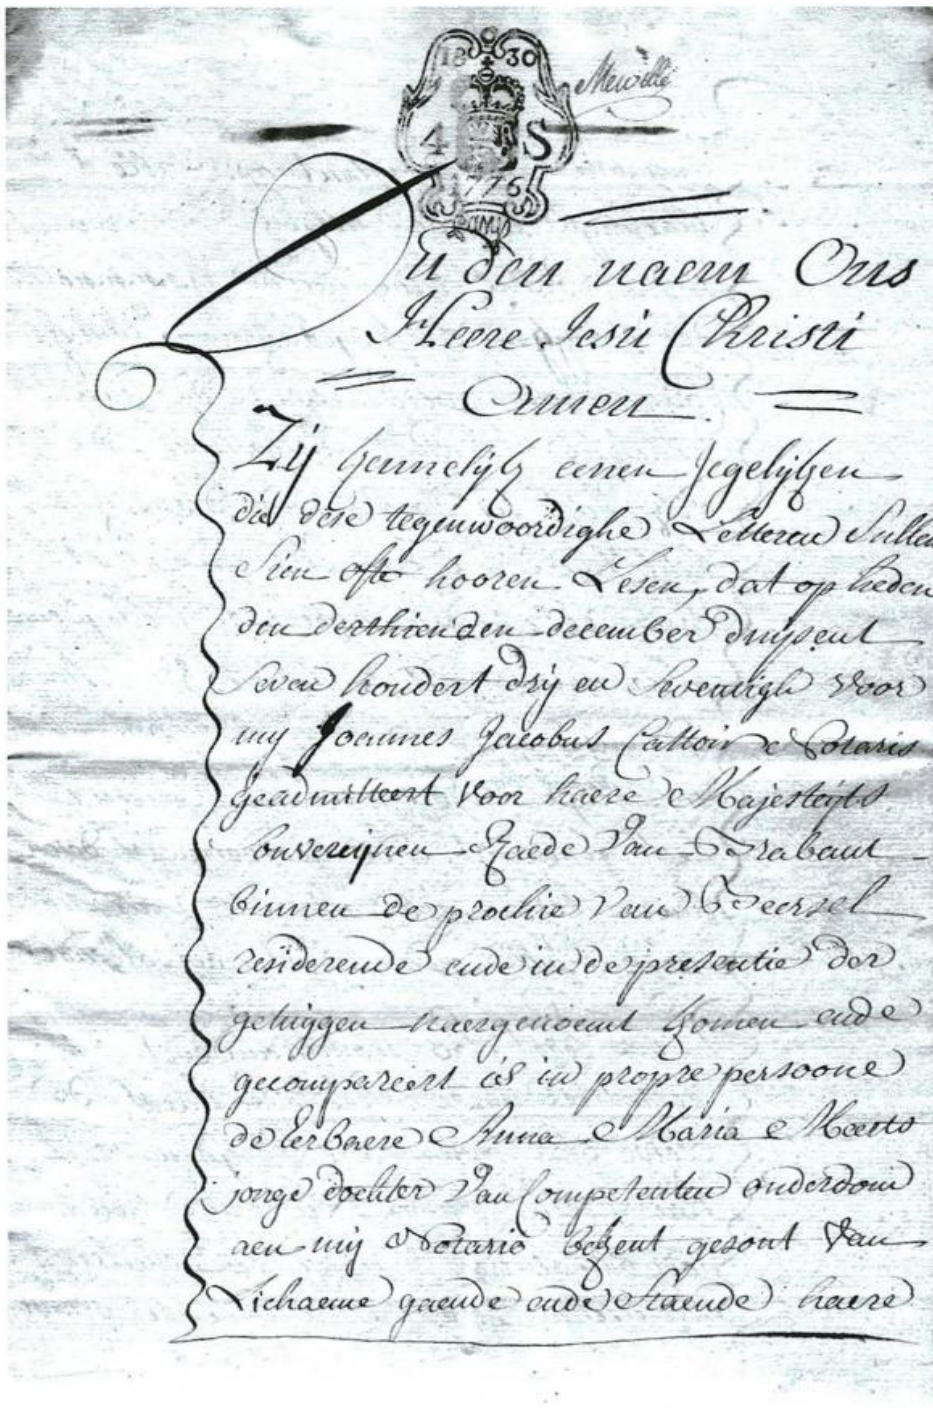 1830
4 S
1776
In den naem Ons
Heere Jesu Christi
Amen
Zij kennelijk eenen jegelijken
die dese tegenwoordighe Letteren Sullen
Sien ofte hooren Lesen, dat op heden
den derthienden december duijsent
Seven hondert drij en Seventigh voor
mij Joannes Jacobus Cattoir Notaris
geadmitteert voor haere Majesteijts
Souvereijnen Raede van Brabant
binnen de prochie van Beersel
residerende ende in de presentie der
getuijgen naergenoemt komen ende
gecompareert is in propre persoone
de Eerbaere Anna Maria Meerts
jonge dochter van Competenten ouderdom
aen mij Notaris bekent gesont van
Lichaeme gaende ende Staende haere